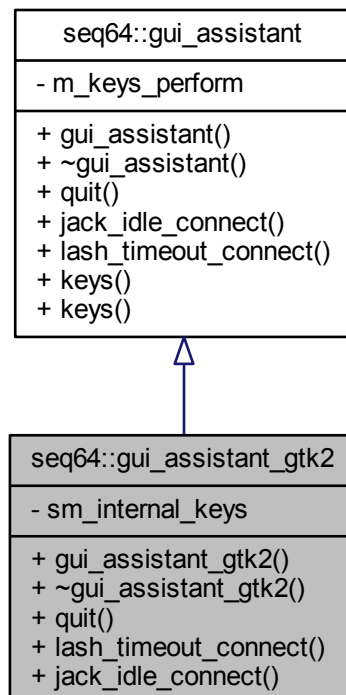 seq64::gui_assistant
- m_keys_perform
+ gui_assistant()
+ ~gui_assistant()
+ quit()
+ jack_idle_connect()
+ lash_timeout_connect()
+ keys()
+ keys()
seq64::gui_assistant_gtk2
- sm_internal_keys
+ gui_assistant_gtk2()
+ ~gui_assistant_gtk2()
+ quit()
+ lash_timeout_connect()
+ jack_idle_connect()